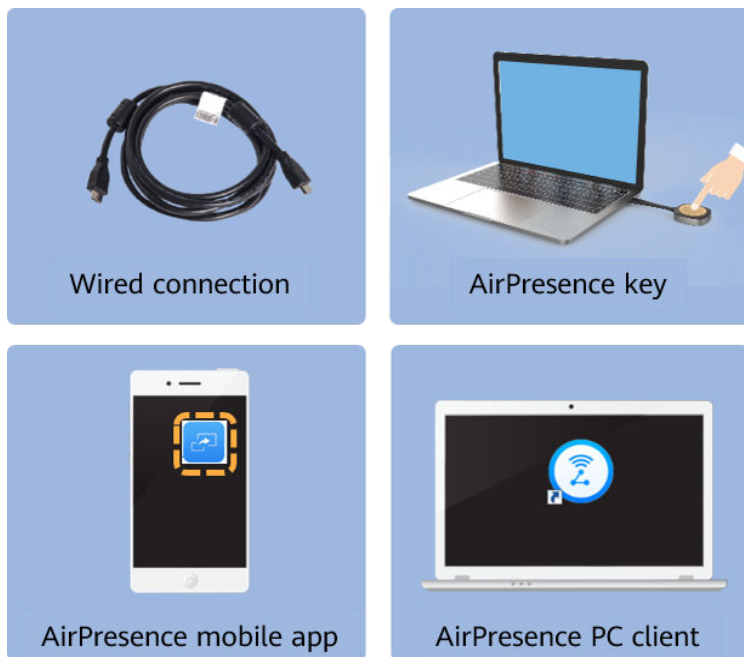 Wired connection
AirPresence key
AirPresence mobile app
AirPresence PC client